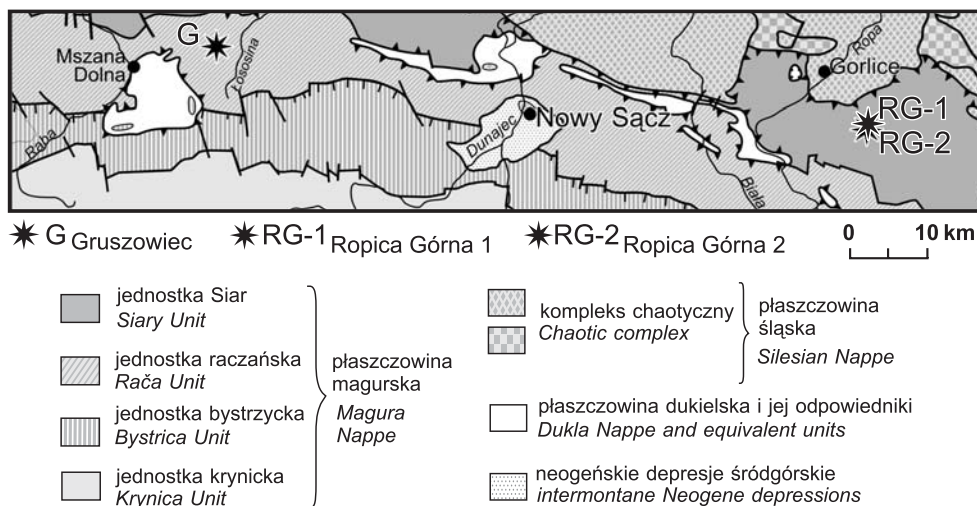 G
Mszana
Dolna
Łososina
Ropa
Gorlice
RG-1
RG-2
Raba
Dunajec
Nowy Sącz
Biała
G Gruszowiec
RG-1 Ropica Górna 1
RG-2 Ropica Górna 2
0 10 km
jednostka Siar
Siary Unit
jednostka raczańska
Rača Unit
jednostka bystrzycka
Bystrica Unit
jednostka krynicka
Krynica Unit
płaszczowina
magurska
Magura
Nappe
kompleks chaotyczny
Chaotic complex
płaszczowina
śląska
Silesian Nappe
płaszczowina dukielska i jej odpowiedniki
Dukla Nappe and equivalent units
neogeńskie depresje śródgórskie
intermontane Neogene depressions